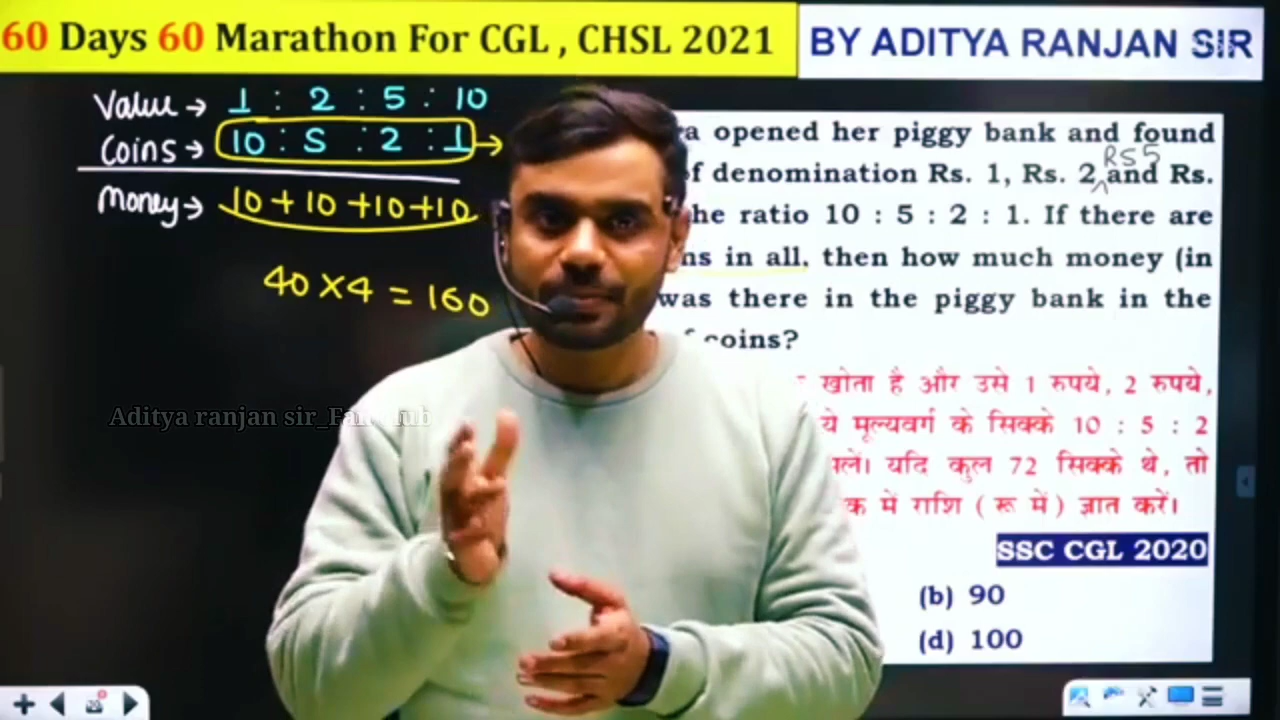 60 Days 60 Marathon For CGL , CHSL 2021
BY ADITYA RANJAN SIR
Value → 1 : 2 : 5 : 10
Coins → 10 : 5 : 2 : 1 →
Money → 10 + 10 + 10 + 10
40 × 4 = 160
a opened her piggy bank and found
RS 5
denomination Rs. 1, Rs. 2 and Rs.
ratio 10 : 5 : 2 : 1. If there are
in all, then how much money (in
was there in the piggy bank in the
coins?
खोता है और उसे 1 रुपये, 2 रुपये,
मूल्यवर्ग के सिक्के 10 : 5 : 2
यदि कुल 72 सिक्के थे, तो
में राशि (रू में) ज्ञात करें।
SSC CGL 2020
(b) 90
(d) 100
Aditya ranjan sir_Fan